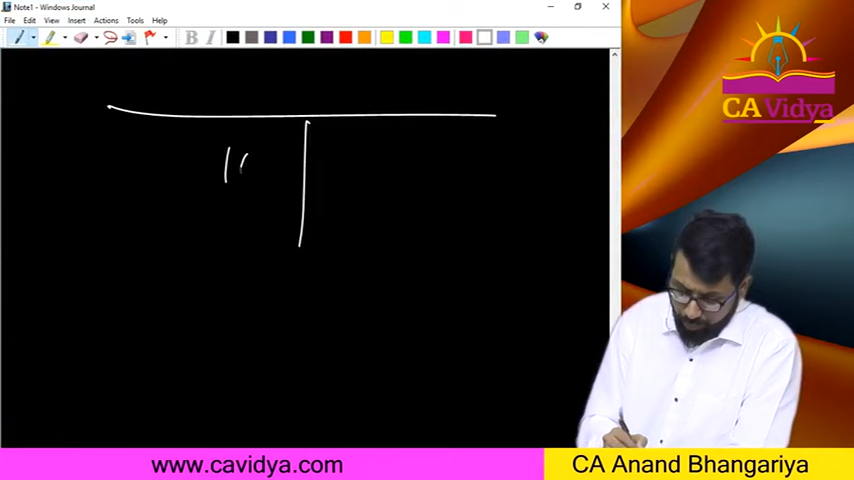 Note1 - Windows Journal
File Edit View Insert Actions Tools Help
B I
CA Vidya
www.cavidya.com
CA Anand Bhangariya